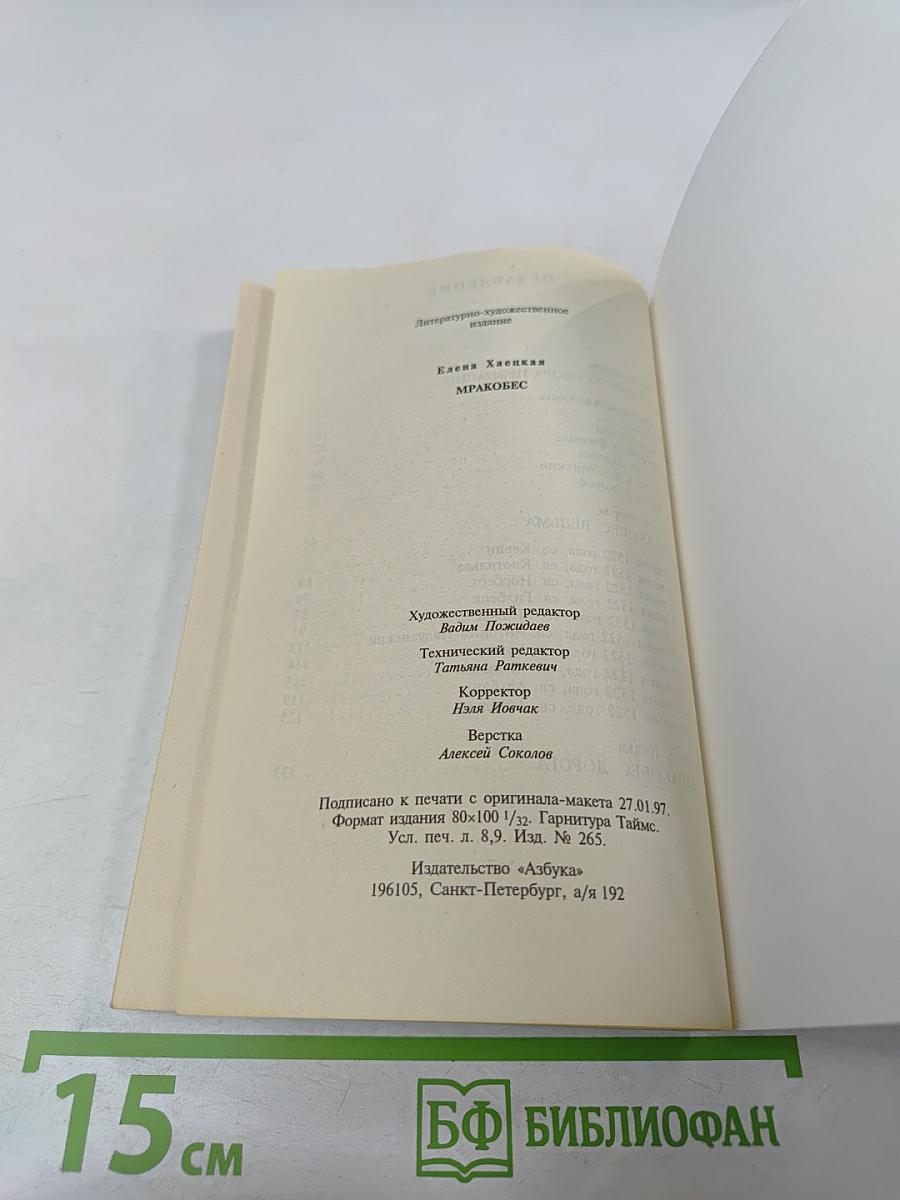 Литературно-художественное
издание
Елена Хаецкая
МРАКОБЕС
Художественный редактор
Вадим Пожидаев
Технический редактор
Татьяна Раткевич
Корректор
Нэля Иовчак
Верстка
Алексей Соколов
Подписано к печати с оригинала-макета 27.01.97.
Формат издания 80×100 1/32. Гарнитура Таймс.
Усл. печ. л. 8,9. Изд. № 265.
Издательство «Азбука»
196105, Санкт-Петербург, а/я 192
15 см
БФ БИБЛИОФАН